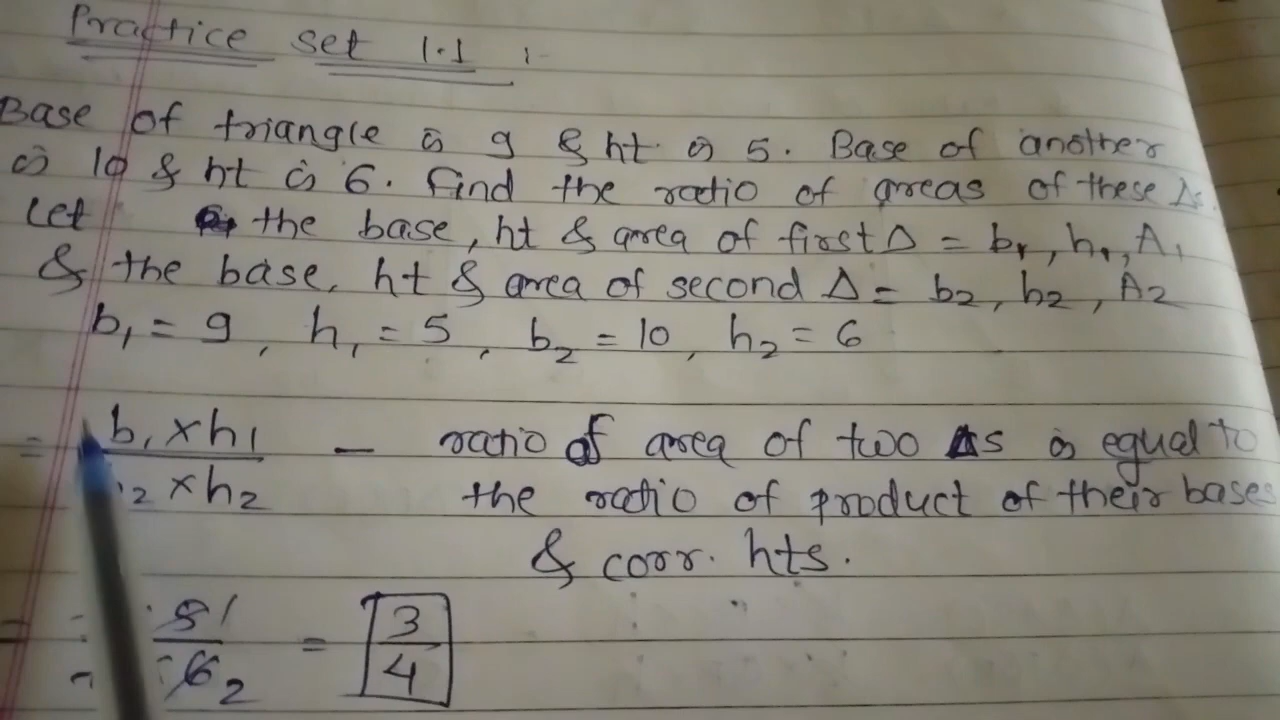 Practice set 1.1 :
Base of triangle is 9 & ht. is 5. Base of another
is 10 & ht is 6. Find the ratio of areas of these Δs.
Let the base, ht & area of first Δ = b1, h1, A1
& the base, ht & area of second Δ = b2, h2, A2
b1 = 9, h1 = 5, b2 = 10, h2 = 6
= b1 × h1 — ratio of area of two Δs is equal to
2 × h2 the ratio of product of their bases
& corr. hts.
= 5 1 = 3
6 2 4